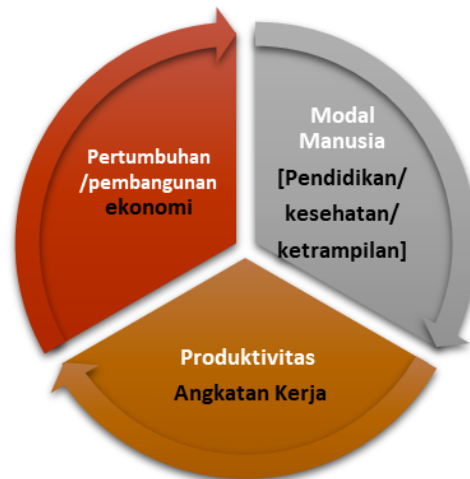 Pertumbuhan
/pembangunan
ekonomi
Modal
Manusia
[Pendidikan/
kesehatan/
ketrampilan]
Produktivitas
Angkatan Kerja